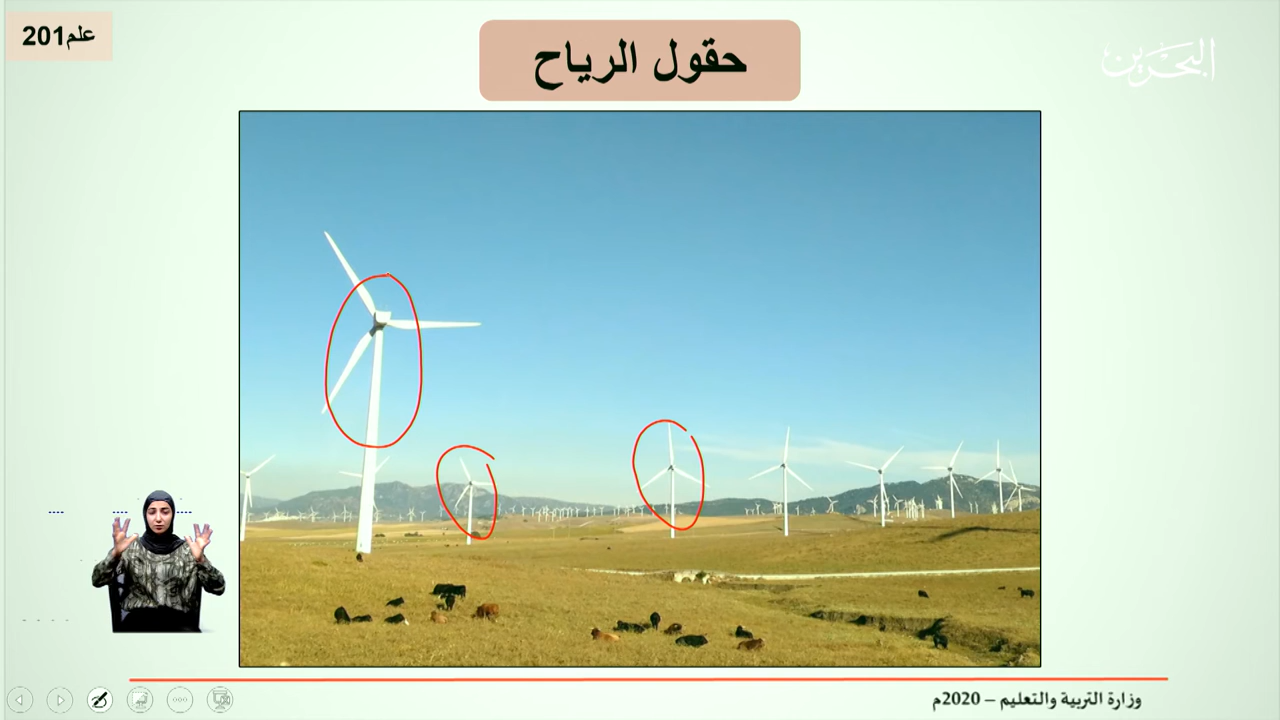 علم201
حقول الرياح
البحرين
وزارة التربية والتعليم – 2020م